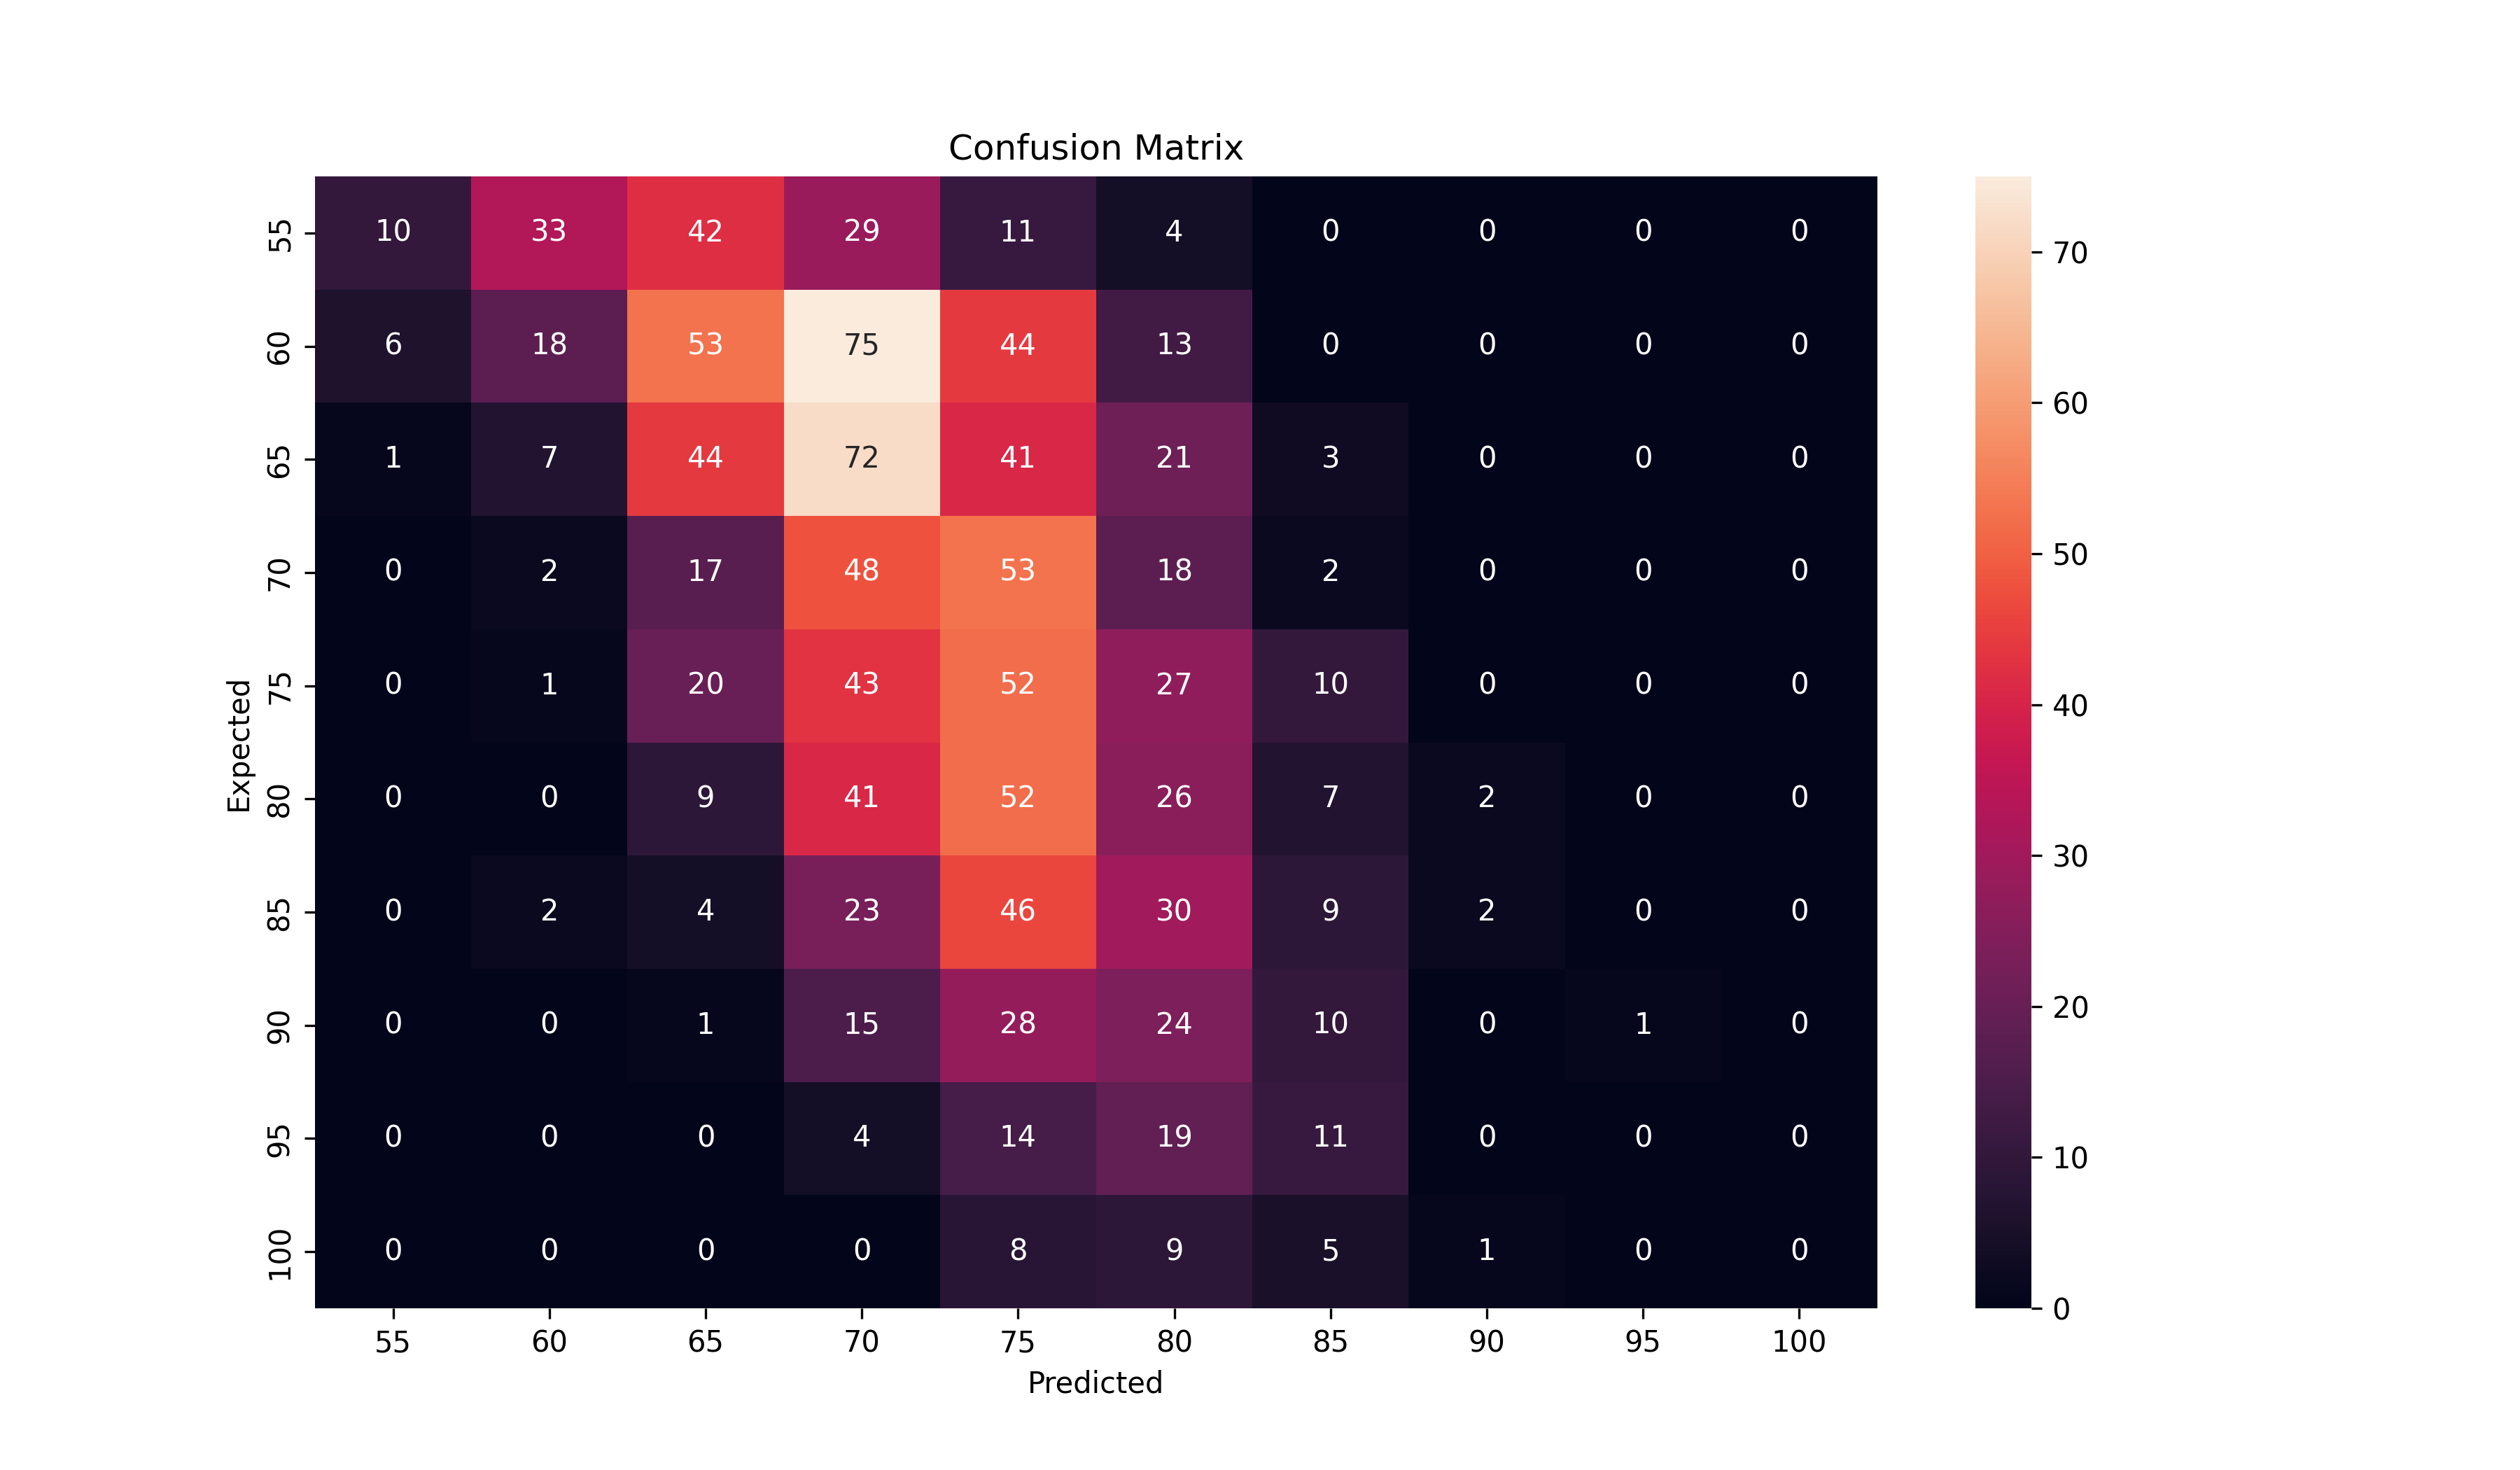 Confusion Matrix
55 10 33 42 29 11 4 0 0 0 0
60 6 18 53 75 44 13 0 0 0 0
65 1 7 44 72 41 21 3 0 0 0
70 0 2 17 48 53 18 2 0 0 0
75 0 1 20 43 52 27 10 0 0 0
80 0 0 9 41 52 26 7 2 0 0
85 0 2 4 23 46 30 9 2 0 0
90 0 0 1 15 28 24 10 0 1 0
95 0 0 0 4 14 19 11 0 0 0
100 0 0 0 0 8 9 5 1 0 0
55 60 65 70 75 80 85 90 95 100
Predicted
Expected
70
60
50
40
30
20
10
0